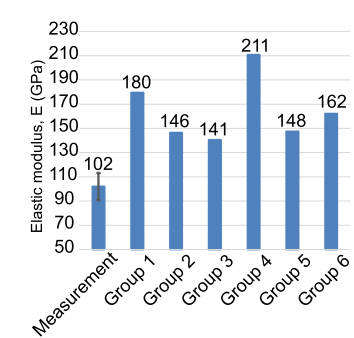 Elastic modulus, E (GPa)
230
210
190
170
150
130
110
90
70
50
102
180
146
141
211
148
162
Measurement
Group 1
Group 2
Group 3
Group 4
Group 5
Group 6